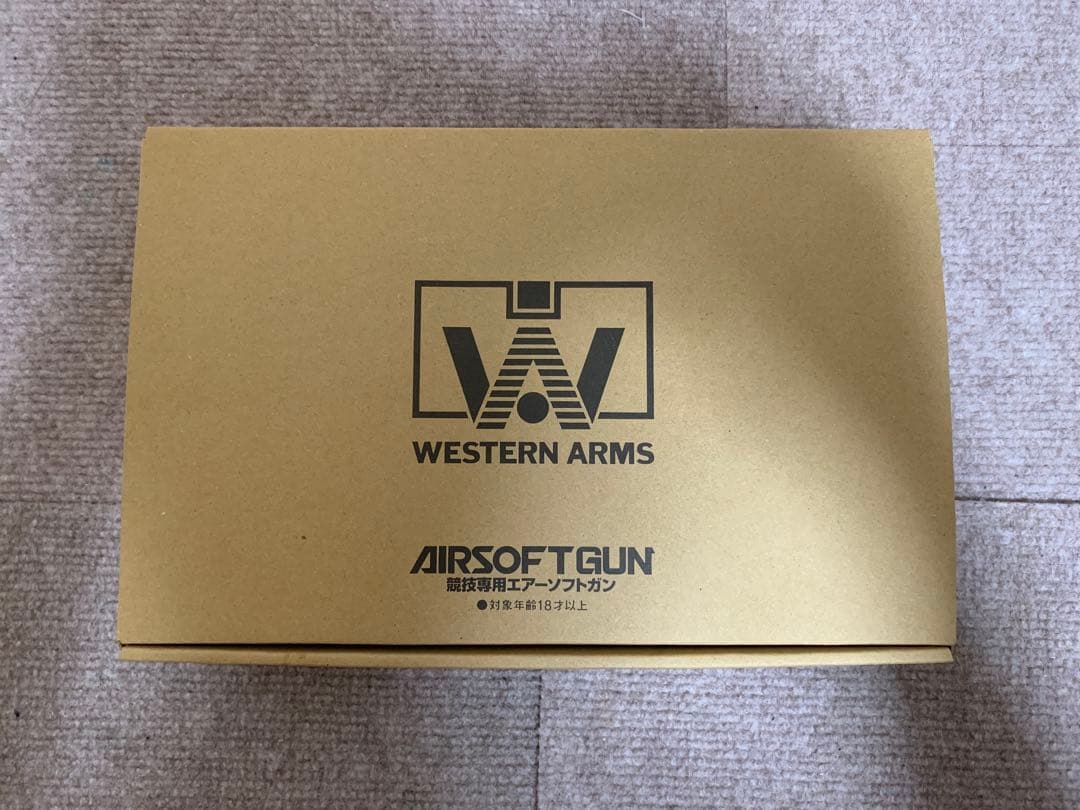 WESTERN ARMS
AIRSOFT GUN
競技専用エアーソフトガン
●対象年齢18才以上